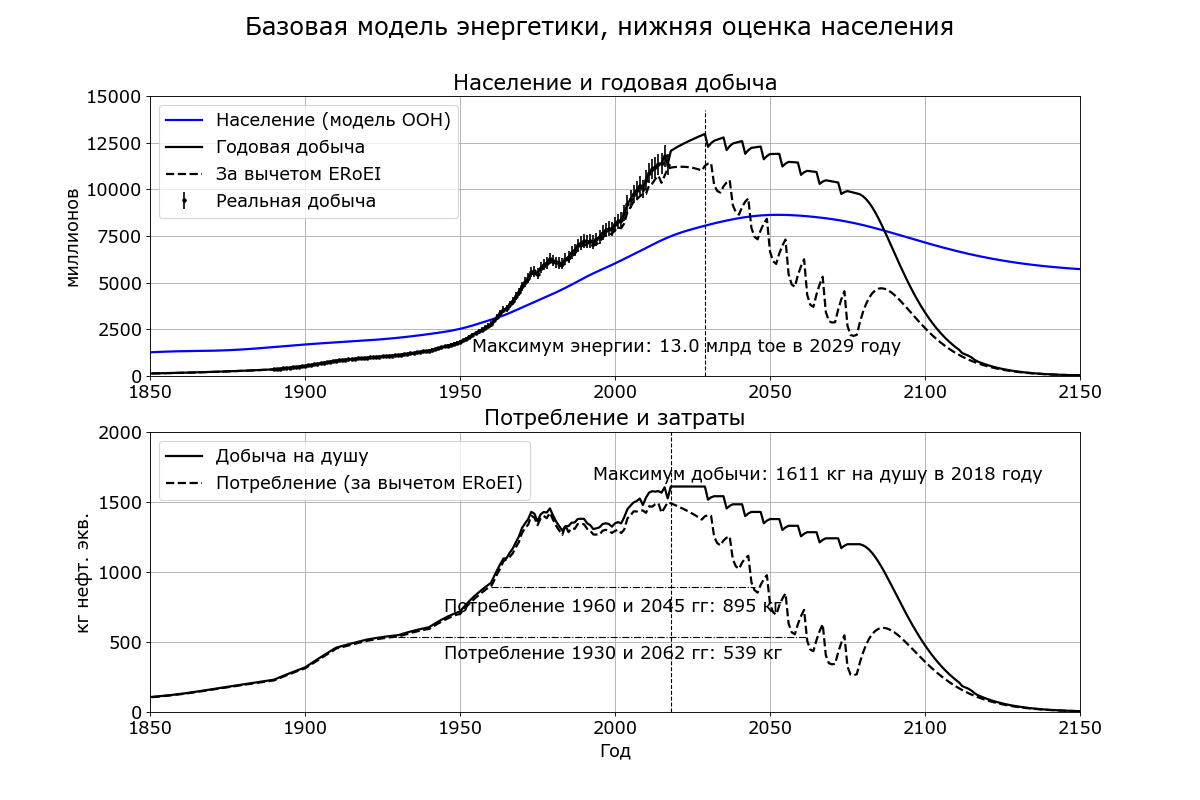 Базовая модель энергетики, нижняя оценка населения
Население и годовая добыча
15000
12500
10000
7500
5000
2500
0
миллионов
Население (модель ООН)
Годовая добыча
За вычетом ERoEI
Реальная добыча
Максимум энергии: 13.0 млрд toe в 2029 году
1850 1900 1950 2000 2050 2100 2150
Потребление и затраты
2000
1500
1000
500
0
кг нефт. экв.
Добыча на душу
Потребление (за вычетом ERoEI)
Максимум добычи: 1611 кг на душу в 2018 году
Потребление 1960 и 2045 гг: 895 кг
Потребление 1930 и 2062 гг: 539 кг
1850 1900 1950 2000 2050 2100 2150
Год